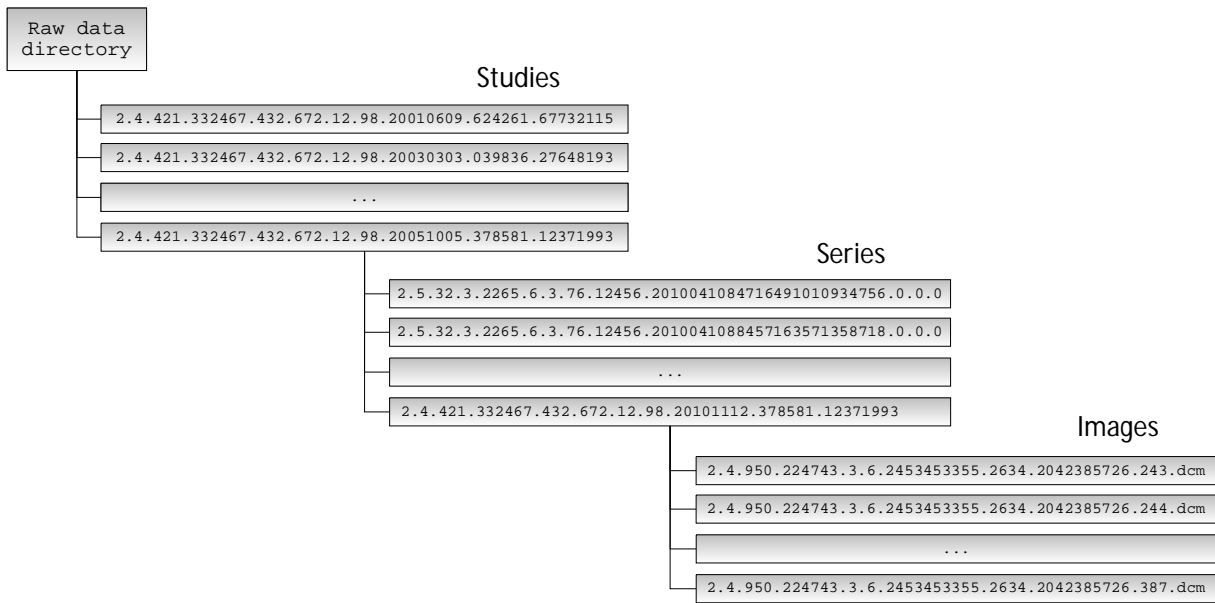 Raw data
directory
Studies
2.4.421.332467.432.672.12.98.20010609.624261.67732115
2.4.421.332467.432.672.12.98.20030303.039836.27648193
...
2.4.421.332467.432.672.12.98.20051005.378581.12371993
Series
2.5.32.3.2265.6.3.76.12456.2010041084716491010934756.0.0.0
2.5.32.3.2265.6.3.76.12456.2010041088457163571358718.0.0.0
...
2.4.421.332467.432.672.12.98.20101112.378581.12371993
Images
2.4.950.224743.3.6.2453453355.2634.2042385726.243.dcm
2.4.950.224743.3.6.2453453355.2634.2042385726.244.dcm
...
2.4.950.224743.3.6.2453453355.2634.2042385726.387.dcm